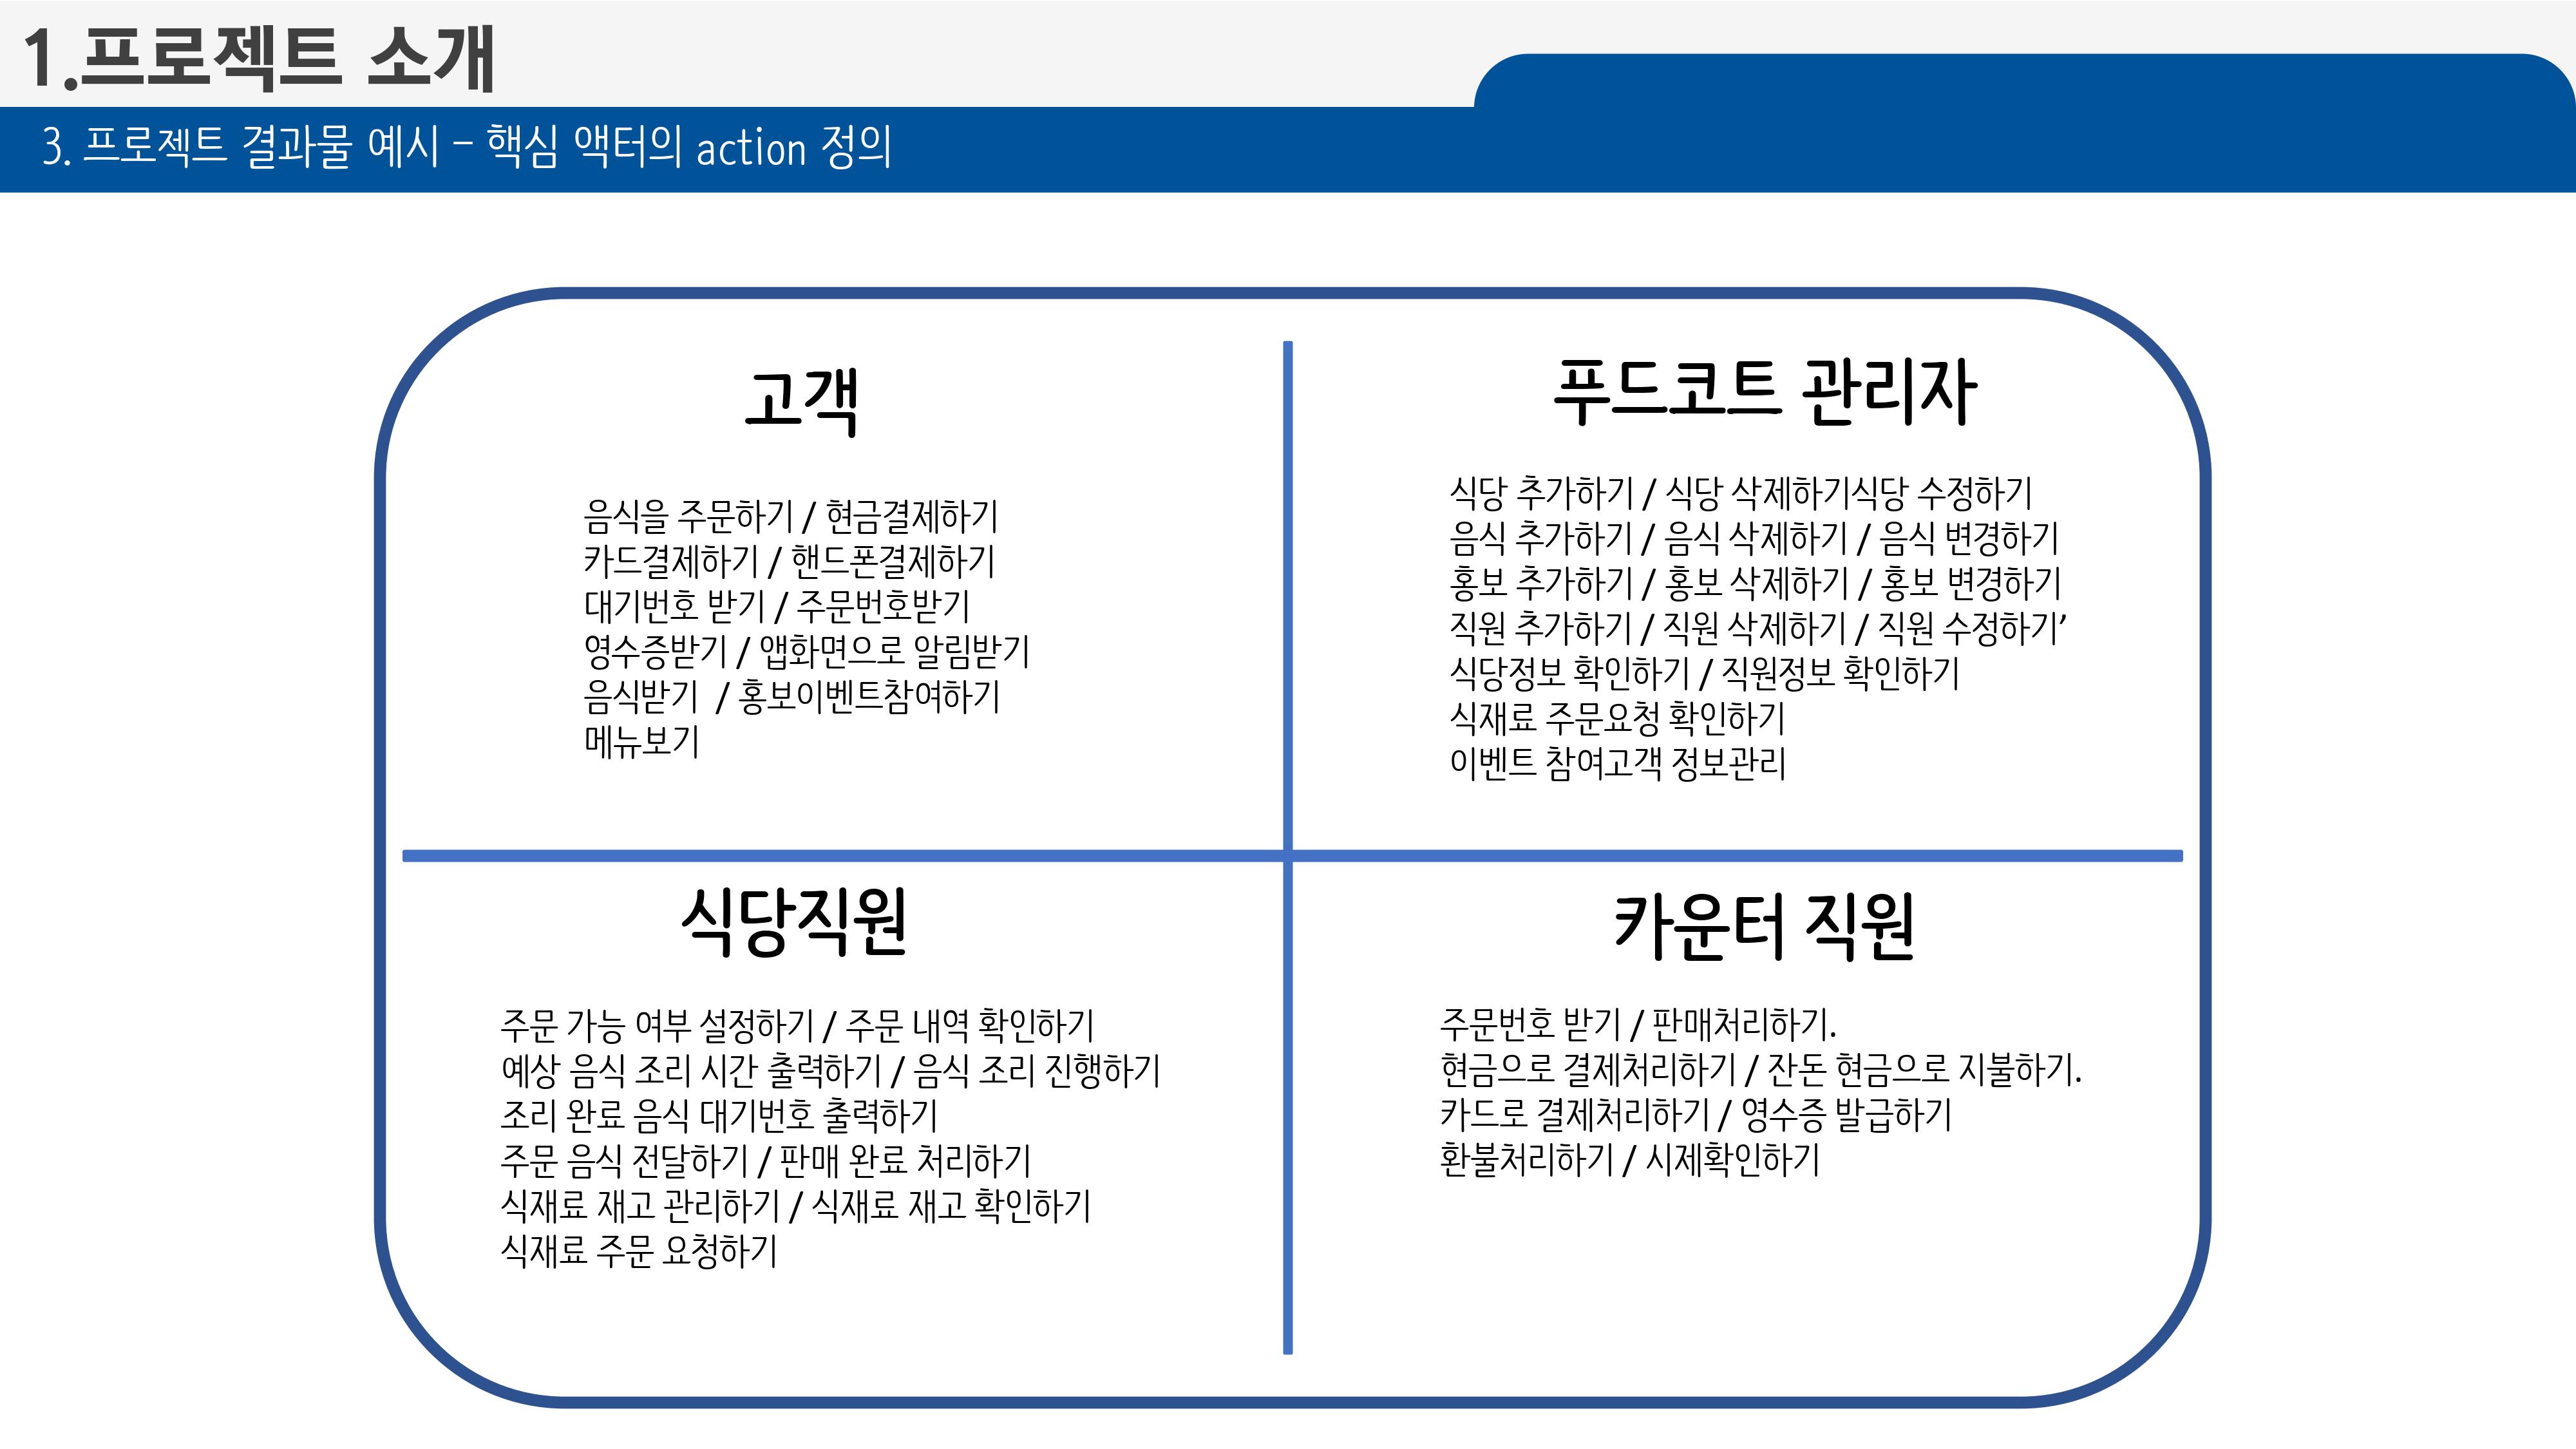 1.프로젝트 소개
3. 프로젝트 결과물 예시 – 핵심 액터의 action 정의
고객
음식을 주문하기 / 현금결제하기
카드결제하기 / 핸드폰결제하기
대기번호 받기 / 주문번호받기
영수증받기 / 앱화면으로 알림받기
음식받기 / 홍보이벤트참여하기
메뉴보기
푸드코트 관리자
식당 추가하기 / 식당 삭제하기식당 수정하기
음식 추가하기 / 음식 삭제하기 / 음식 변경하기
홍보 추가하기 / 홍보 삭제하기 / 홍보 변경하기
직원 추가하기 / 직원 삭제하기 / 직원 수정하기’
식당정보 확인하기 / 직원정보 확인하기
식재료 주문요청 확인하기
이벤트 참여고객 정보관리
식당직원
주문 가능 여부 설정하기 / 주문 내역 확인하기
예상 음식 조리 시간 출력하기 / 음식 조리 진행하기
조리 완료 음식 대기번호 출력하기
주문 음식 전달하기 / 판매 완료 처리하기
식재료 재고 관리하기 / 식재료 재고 확인하기
식재료 주문 요청하기
카운터 직원
주문번호 받기 / 판매처리하기.
현금으로 결제처리하기 / 잔돈 현금으로 지불하기.
카드로 결제처리하기 / 영수증 발급하기
환불처리하기 / 시제확인하기